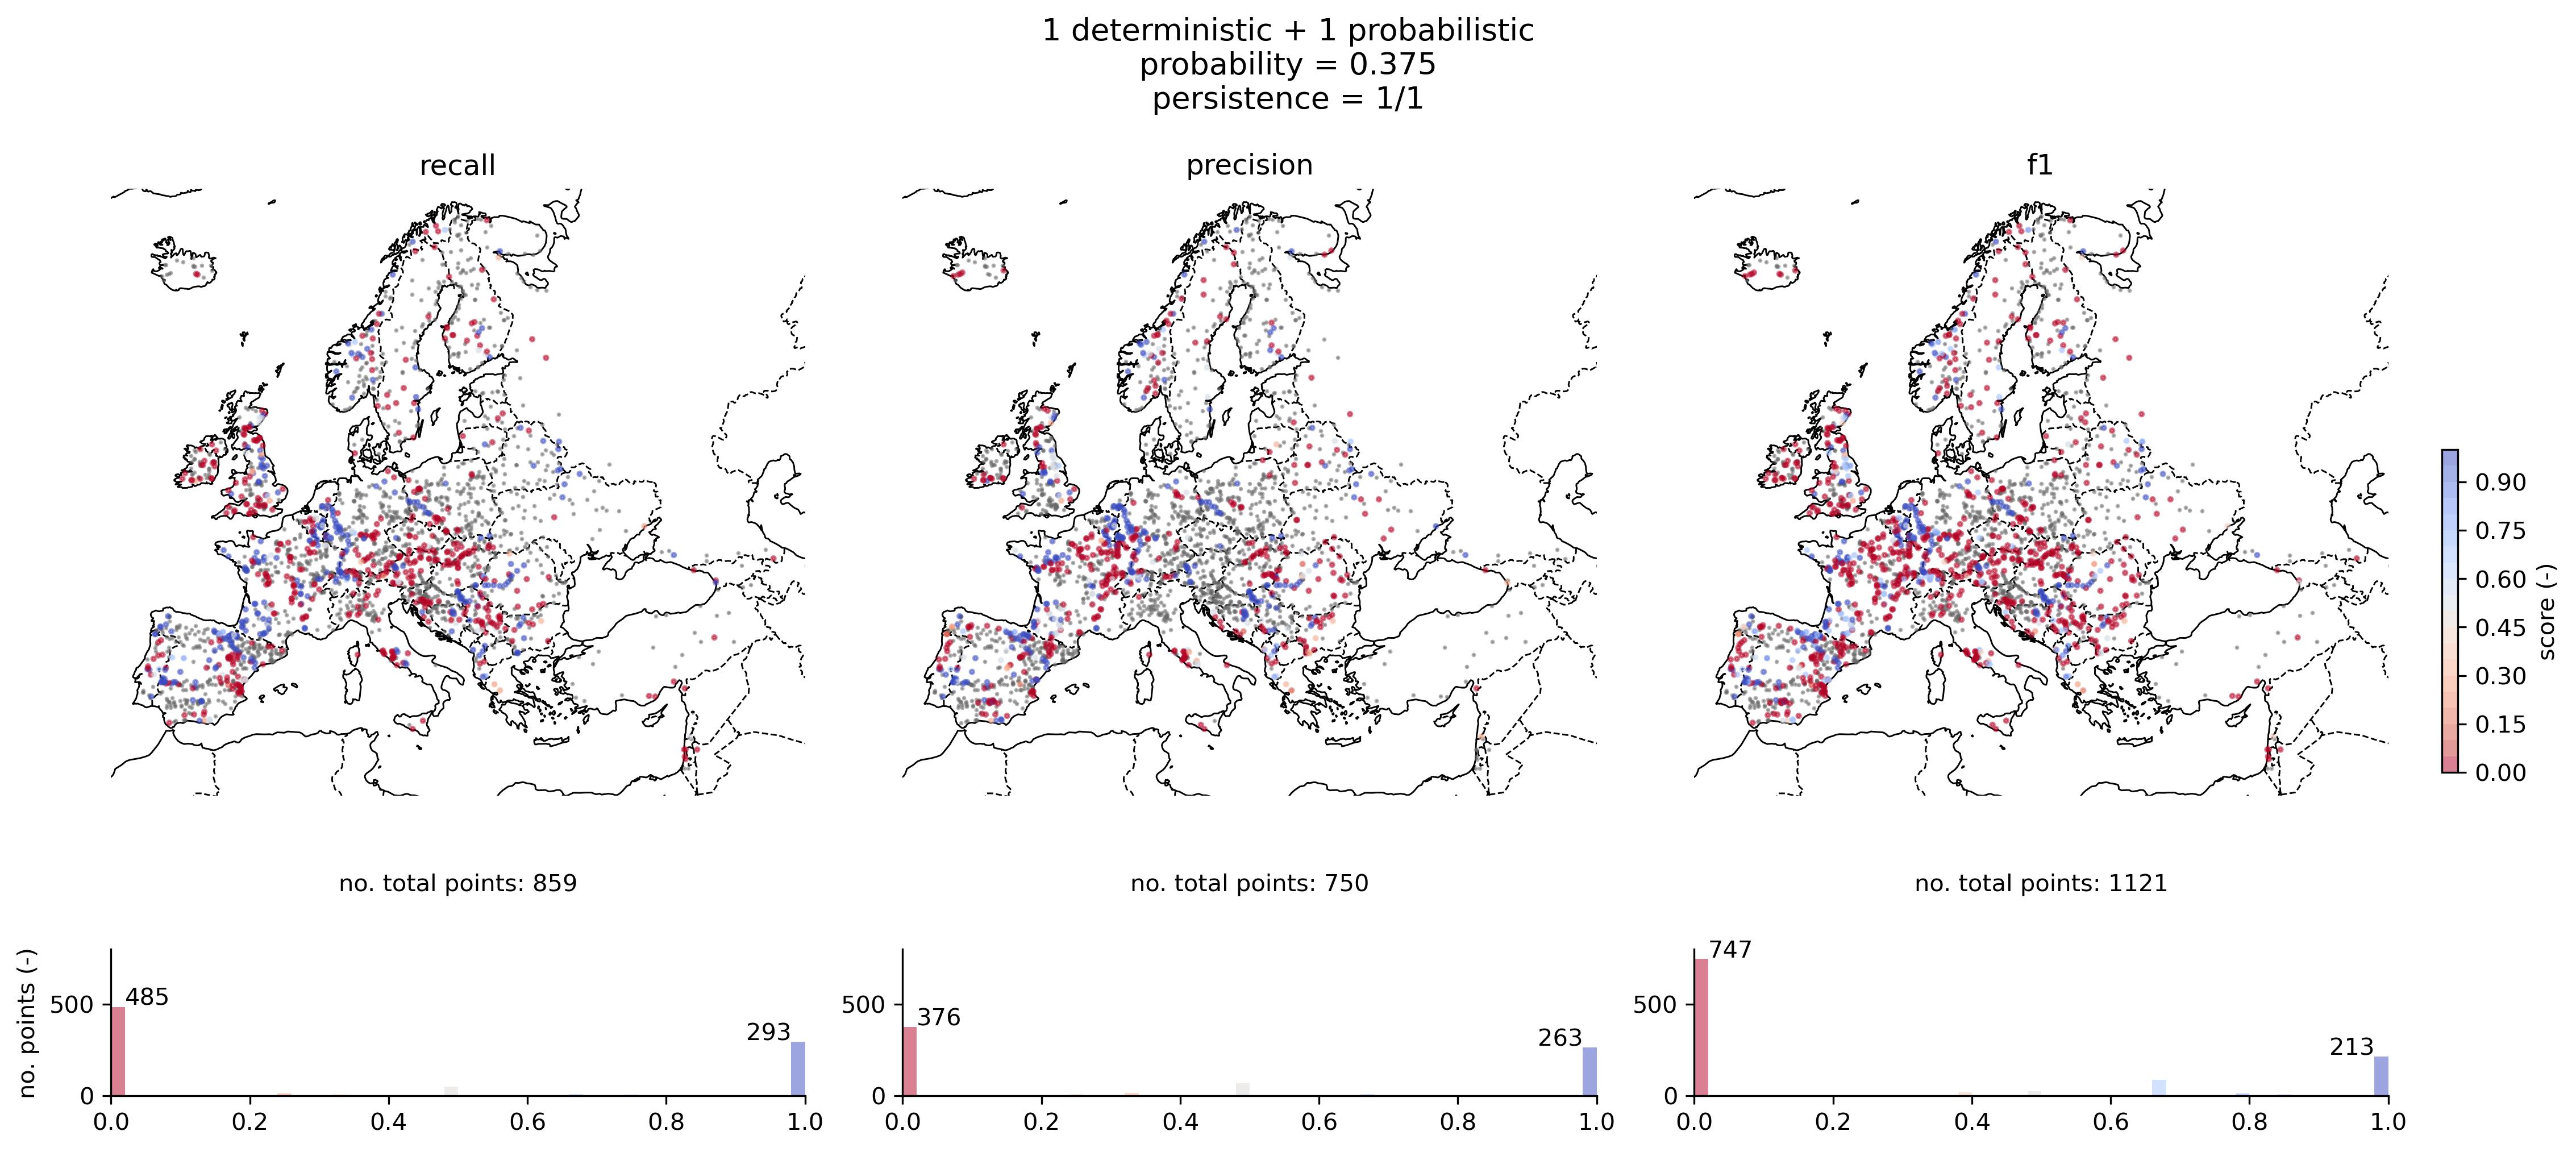 1 deterministic + 1 probabilistic
probability = 0.375
persistence = 1/1
recall
precision
f1
0.90
0.75
0.60
0.45
0.30
0.15
0.00
score (-)
no. total points: 859
no. total points: 750
no. total points: 1121
no. points (-)
500
0
485
293
0.0 0.2 0.4 0.6 0.8 1.0
500
0
376
263
0.0 0.2 0.4 0.6 0.8 1.0
500
0
747
213
0.0 0.2 0.4 0.6 0.8 1.0